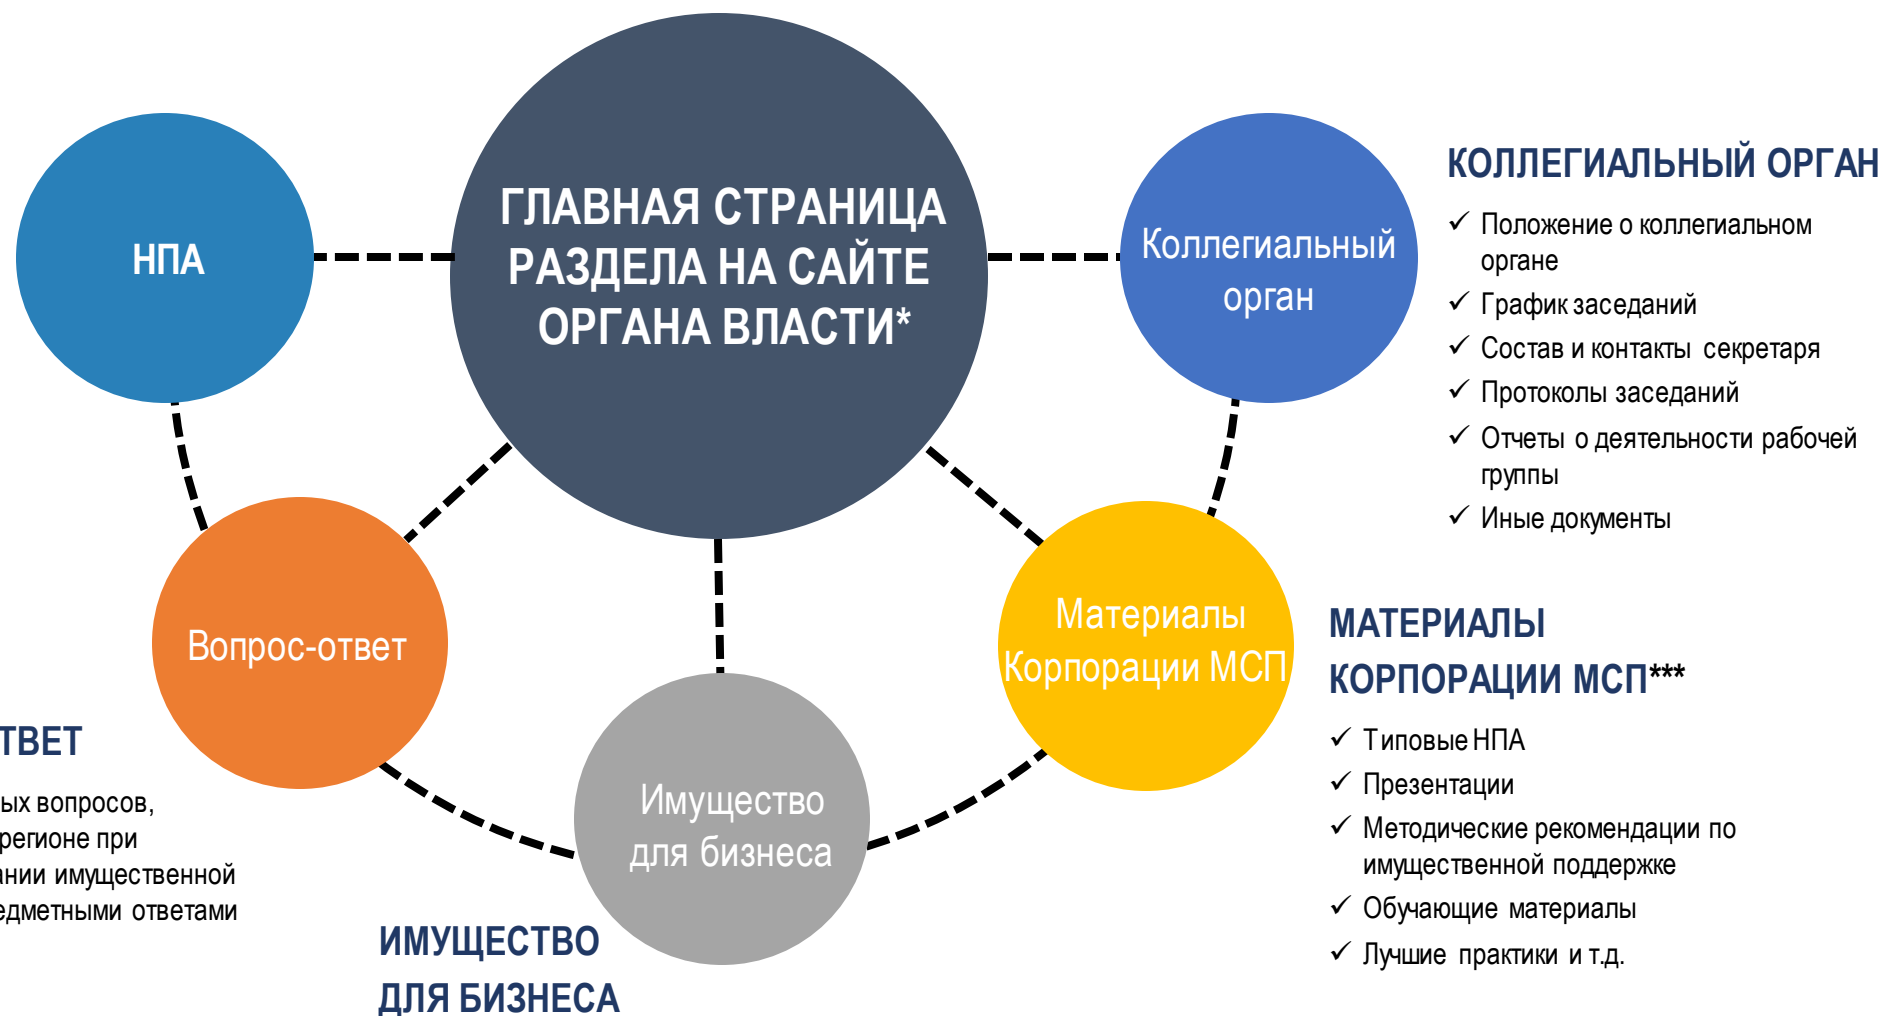 ГЛАВНАЯ СТРАНИЦА
РАЗДЕЛА НА САЙТЕ
ОРГАНА ВЛАСТИ*
НПА
Коллегиальный
орган
КОЛЛЕГИАЛЬНЫЙ ОРГАН
✓ Положение о коллегиальном
органе
✓ График заседаний
✓ Состав и контакты секретаря
✓ Протоколы заседаний
✓ Отчеты о деятельности рабочей
группы
✓ Иные документы
Вопрос-ответ
Материалы
Корпорации МСП
МАТЕРИАЛЫ
КОРПОРАЦИИ МСП***
✓ Типовые НПА
✓ Презентации
✓ Методические рекомендации по
имущественной поддержке
✓ Обучающие материалы
✓ Лучшие практики и т.д.
ТВЕТ
ых вопросов,
регионе при
ании имущественной
едметными ответами
Имущество
для бизнеса
ИМУЩЕСТВО
ДЛЯ БИЗНЕСА